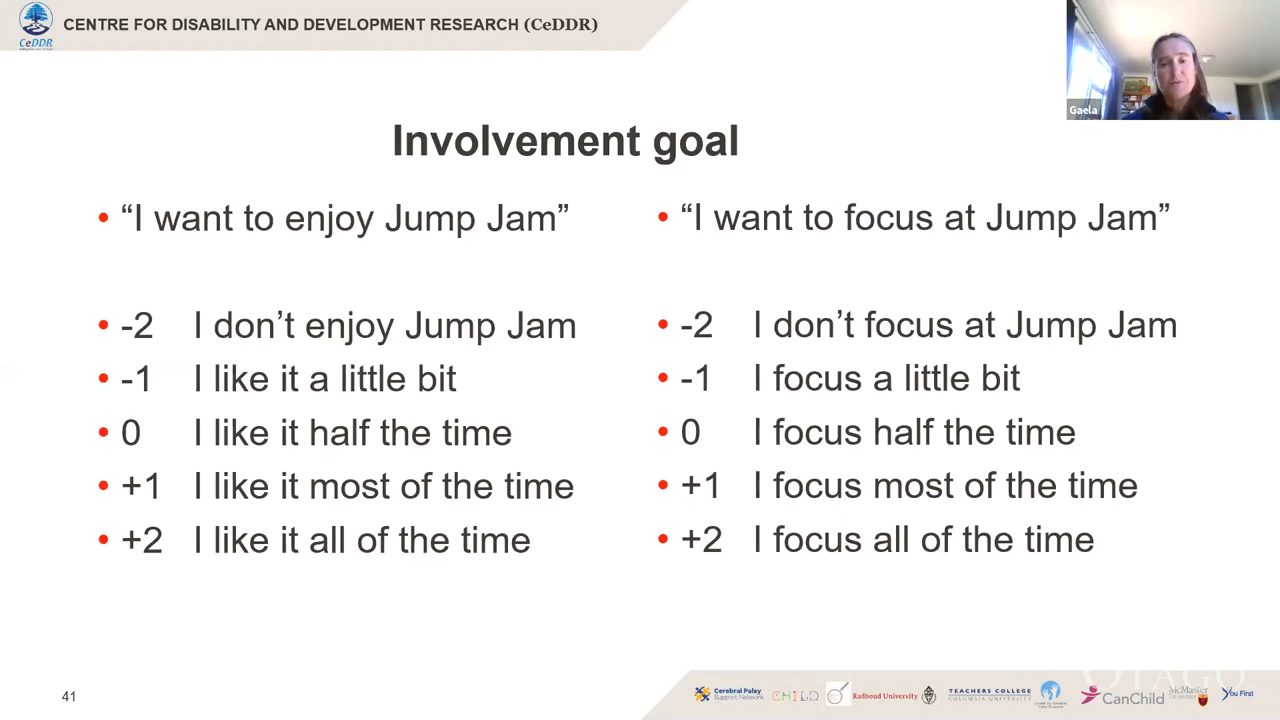 CENTRE FOR DISABILITY AND DEVELOPMENT RESEARCH (CeDDR)
CeDDR
Gaela
Involvement goal
• “I want to enjoy Jump Jam”
• -2 I don’t enjoy Jump Jam
• -1 I like it a little bit
• 0 I like it half the time
• +1 I like it most of the time
• +2 I like it all of the time
• “I want to focus at Jump Jam”
• -2 I don’t focus at Jump Jam
• -1 I focus a little bit
• 0 I focus half the time
• +1 I focus most of the time
• +2 I focus all of the time
41
Cerebral Palsy
Support Network
CHILD
Radboud University
TEACHERS COLLEGE
COLUMBIA UNIVERSITY
CanChild
McMaster
University
You First
OTAGO